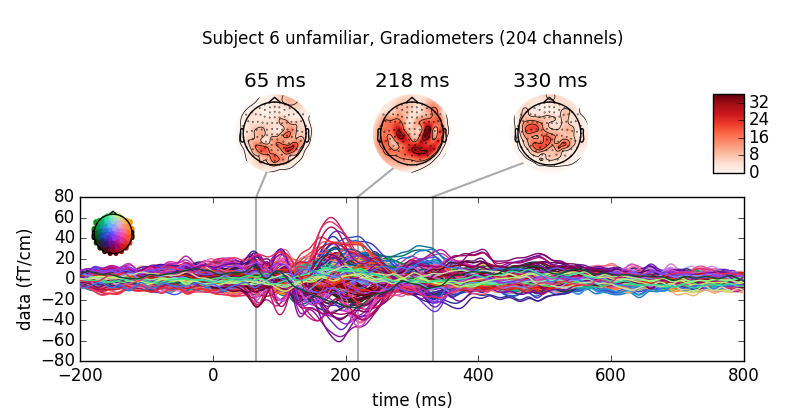 Subject 6 unfamiliar, Gradiometers (204 channels)
65 ms 218 ms 330 ms
32
24
16
8
0
80
60
40
20
0
−20
−40
−60
−80
data (fT/cm)
−200 0 200 400 600 800
time (ms)